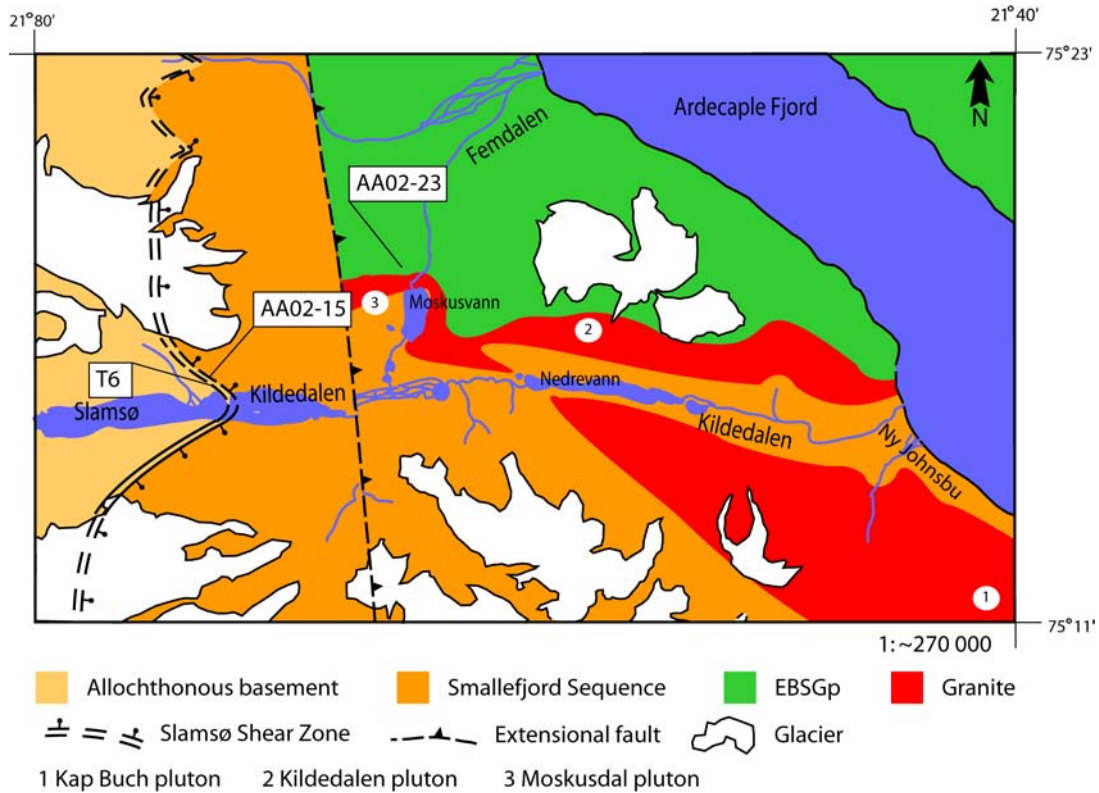 21°80'
21°40'
75°23'
Ardecaple Fjord
N
Femdalen
AA02-23
3
Moskusvann
AA02-15
2
T6
Slamsø
Kildedalen
Nedrevann
Kildedalen
Ny Johnsbu
1
75°11'
1:~270 000
Allochthonous basement
Smallefjord Sequence
EBSGp
Granite
Slamsø Shear Zone
Extensional fault
Glacier
1 Kap Buch pluton 2 Kildedalen pluton 3 Moskusdal pluton